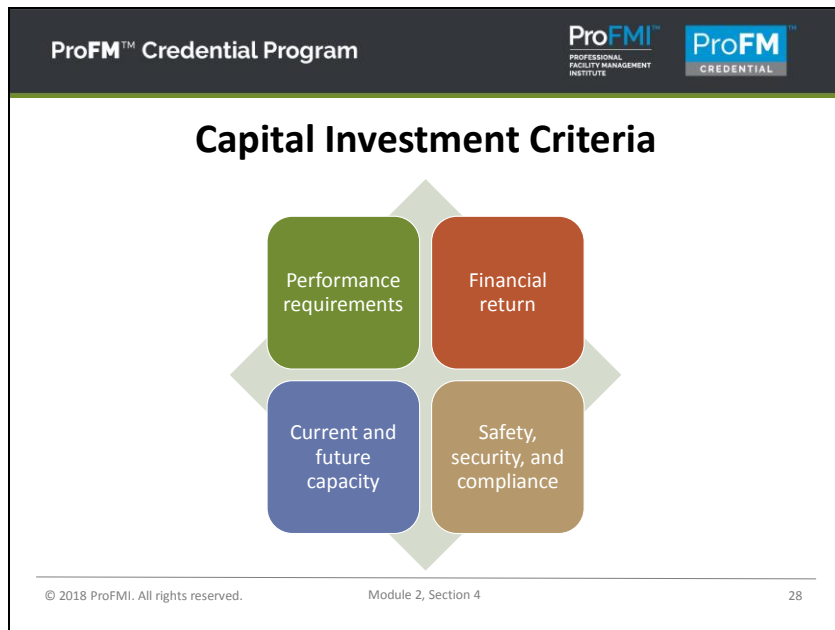 ProFM™ Credential Program
ProFMI™
PROFESSIONAL
FACILITY MANAGEMENT
INSTITUTE
ProFM™
CREDENTIAL
Capital Investment Criteria
Performance
requirements
Financial
return
Current and
future
capacity
Safety,
security, and
compliance
© 2018 ProFMI. All rights reserved.
Module 2, Section 4
28